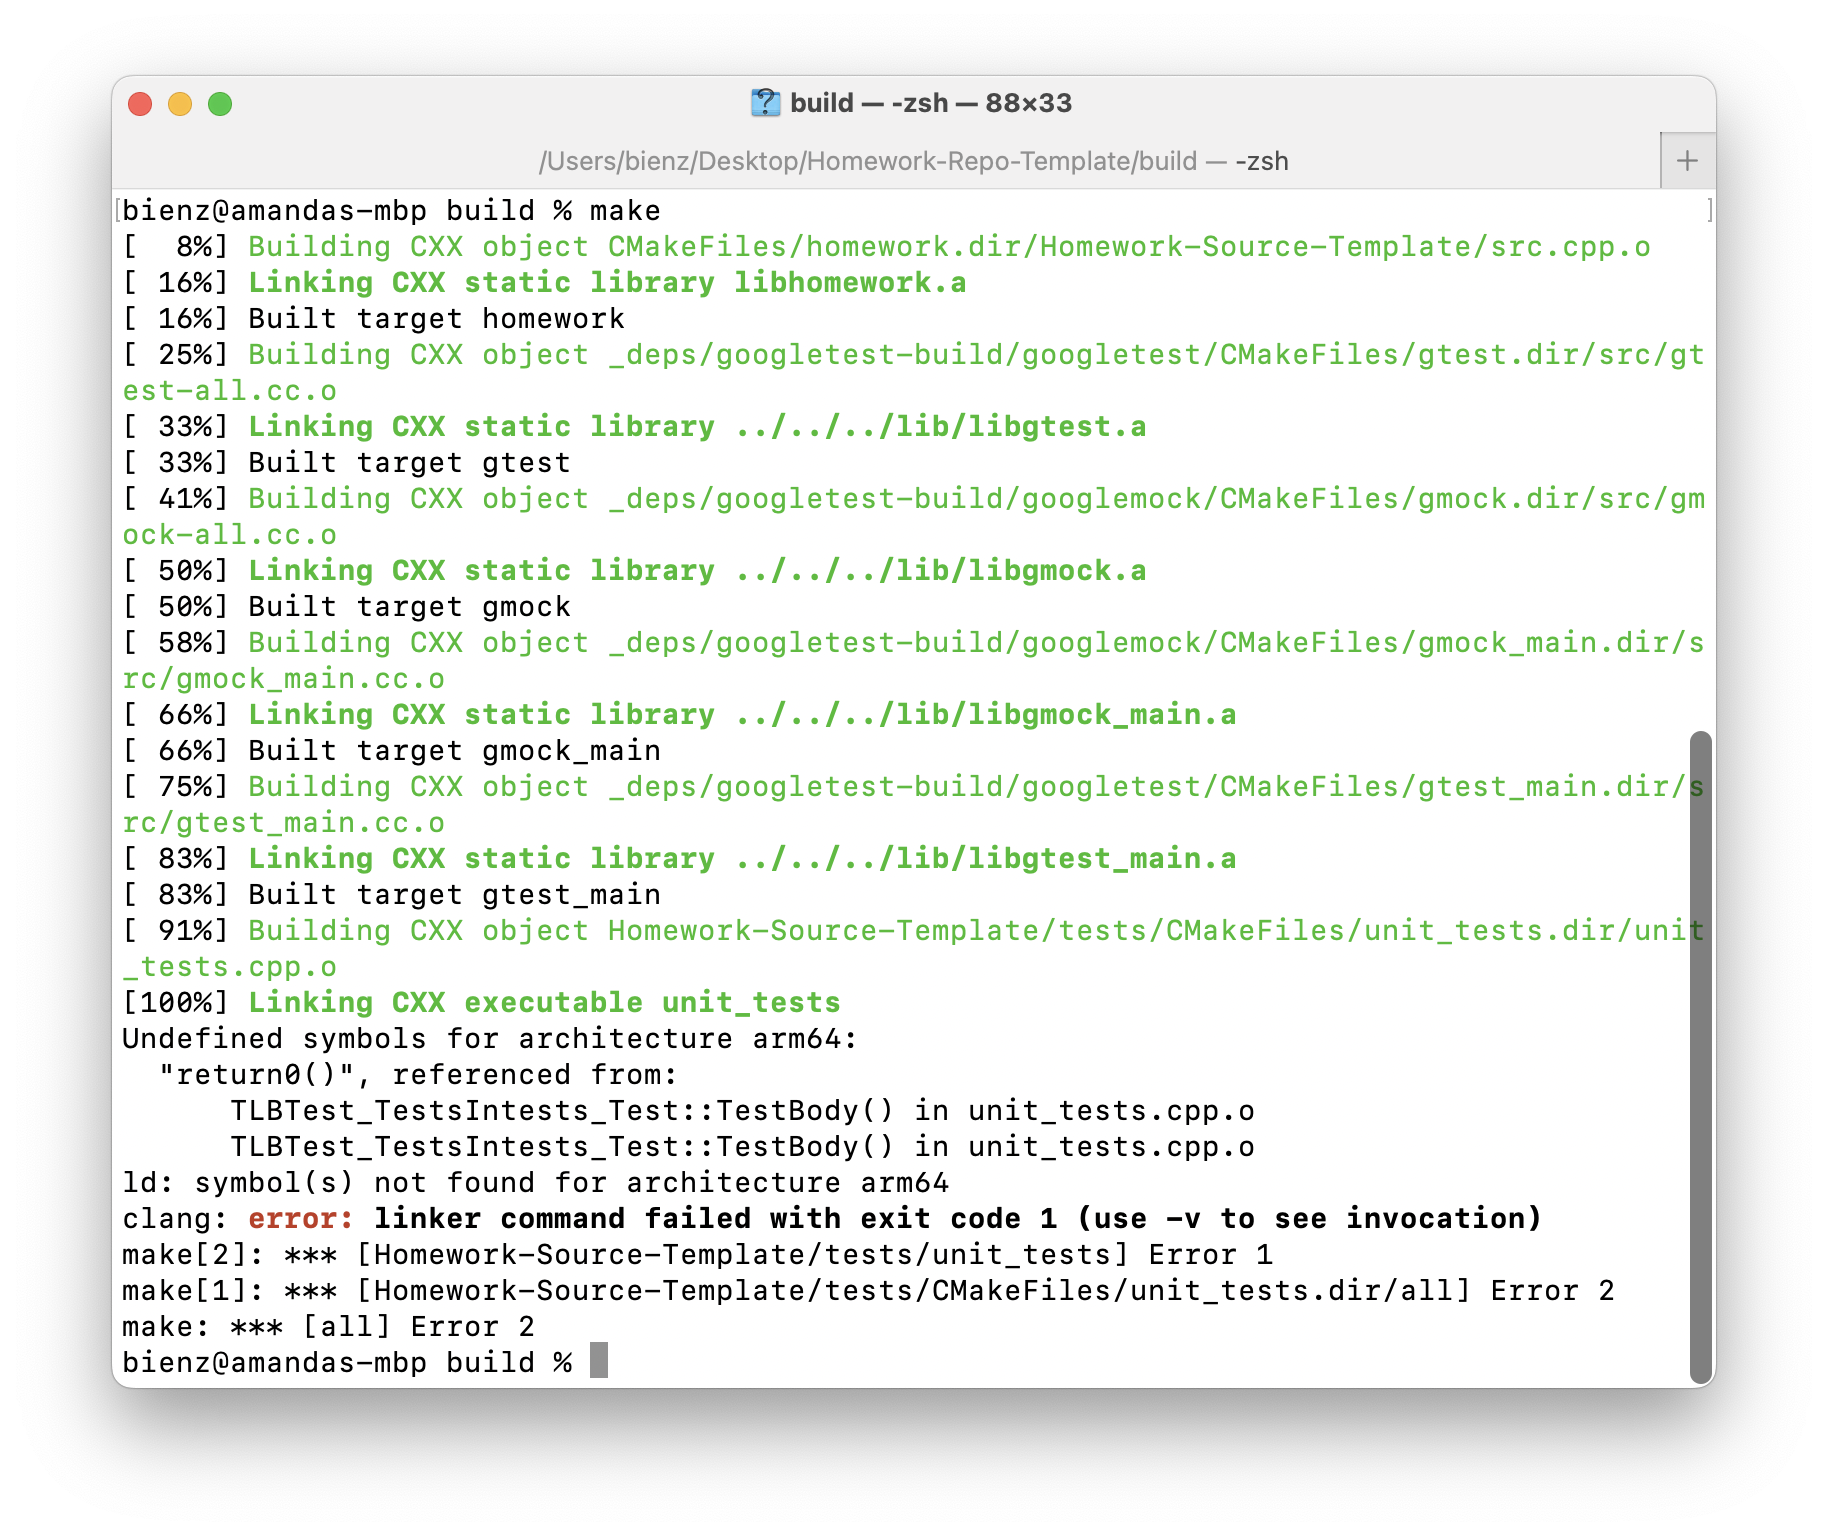 build — -zsh — 88×33
/Users/bienz/Desktop/Homework-Repo-Template/build — -zsh
+
[bienz@amandas-mbp build % make ]
[  8%] Building CXX object CMakeFiles/homework.dir/Homework-Source-Template/src.cpp.o
[ 16%] Linking CXX static library libhomework.a
[ 16%] Built target homework
[ 25%] Building CXX object _deps/googletest-build/googletest/CMakeFiles/gtest.dir/src/gt
est-all.cc.o
[ 33%] Linking CXX static library ../../../lib/libgtest.a
[ 33%] Built target gtest
[ 41%] Building CXX object _deps/googletest-build/googlemock/CMakeFiles/gmock.dir/src/gm
ock-all.cc.o
[ 50%] Linking CXX static library ../../../lib/libgmock.a
[ 50%] Built target gmock
[ 58%] Building CXX object _deps/googletest-build/googlemock/CMakeFiles/gmock_main.dir/s
rc/gmock_main.cc.o
[ 66%] Linking CXX static library ../../../lib/libgmock_main.a
[ 66%] Built target gmock_main
[ 75%] Building CXX object _deps/googletest-build/googletest/CMakeFiles/gtest_main.dir/s
rc/gtest_main.cc.o
[ 83%] Linking CXX static library ../../../lib/libgtest_main.a
[ 83%] Built target gtest_main
[ 91%] Building CXX object Homework-Source-Template/tests/CMakeFiles/unit_tests.dir/unit
_tests.cpp.o
[100%] Linking CXX executable unit_tests
Undefined symbols for architecture arm64:
  "return0()", referenced from:
      TLBTest_TestsIntests_Test::TestBody() in unit_tests.cpp.o
      TLBTest_TestsIntests_Test::TestBody() in unit_tests.cpp.o
ld: symbol(s) not found for architecture arm64
clang: error: linker command failed with exit code 1 (use -v to see invocation)
make[2]: *** [Homework-Source-Template/tests/unit_tests] Error 1
make[1]: *** [Homework-Source-Template/tests/CMakeFiles/unit_tests.dir/all] Error 2
make: *** [all] Error 2
bienz@amandas-mbp build %